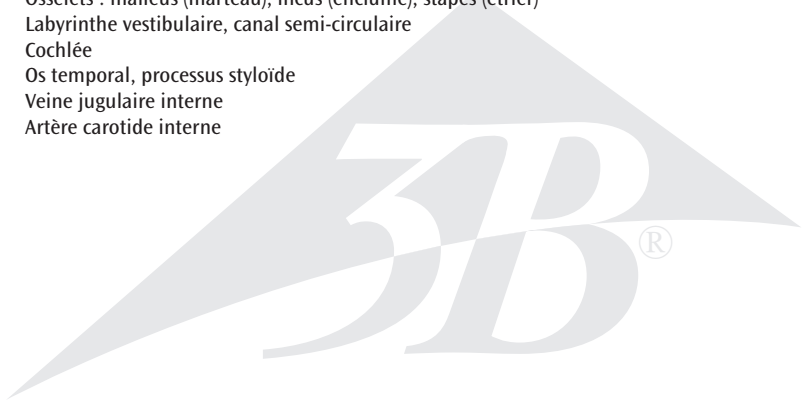 Osselets : malleus (marteau), incus (enclume), stapes (étrier)
Labyrinthe vestibulaire, canal semi-circulaire
Cochlée
Os temporal, processus styloïde
Veine jugulaire interne
Artère carotide interne
3B®